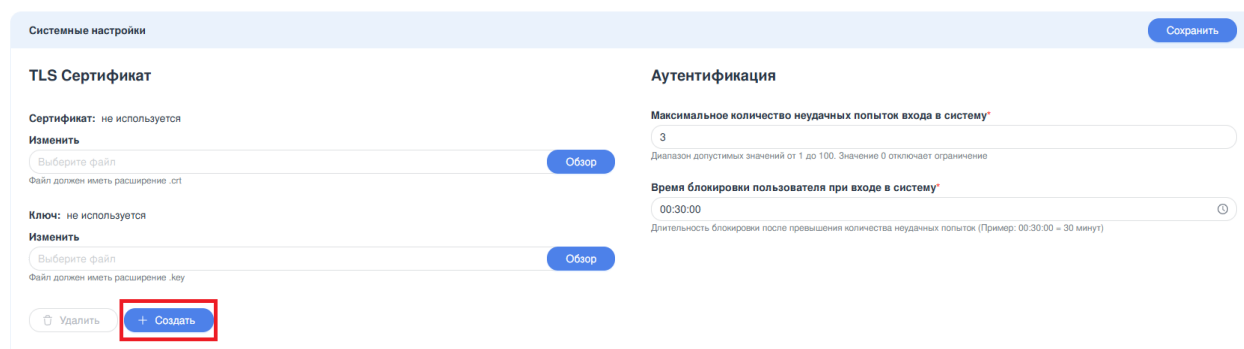 Системные настройки
Сохранить
TLS Сертификат
Сертификат: не используется
Изменить
Выберите файл
Обзор
Файл должен иметь расширение .crt
Ключ: не используется
Изменить
Выберите файл
Обзор
Файл должен иметь расширение .key
Удалить
+ Создать
Аутентификация
Максимальное количество неудачных попыток входа в систему*
3
Диапазон допустимых значений от 1 до 100. Значение 0 отключает ограничение
Время блокировки пользователя при входе в систему*
00:30:00
Длительность блокировки после превышения количества неудачных попыток (Пример: 00:30:00 = 30 минут)